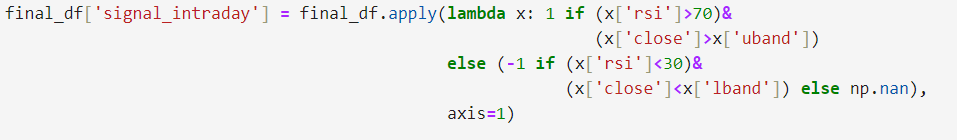 final_df['signal_intraday'] = final_df.apply(lambda x: 1 if (x['rsi']>70)&
(x['close']>x['uband'])
else (-1 if (x['rsi']<30)&
(x['close']<x['lband']) else np.nan),
axis=1)